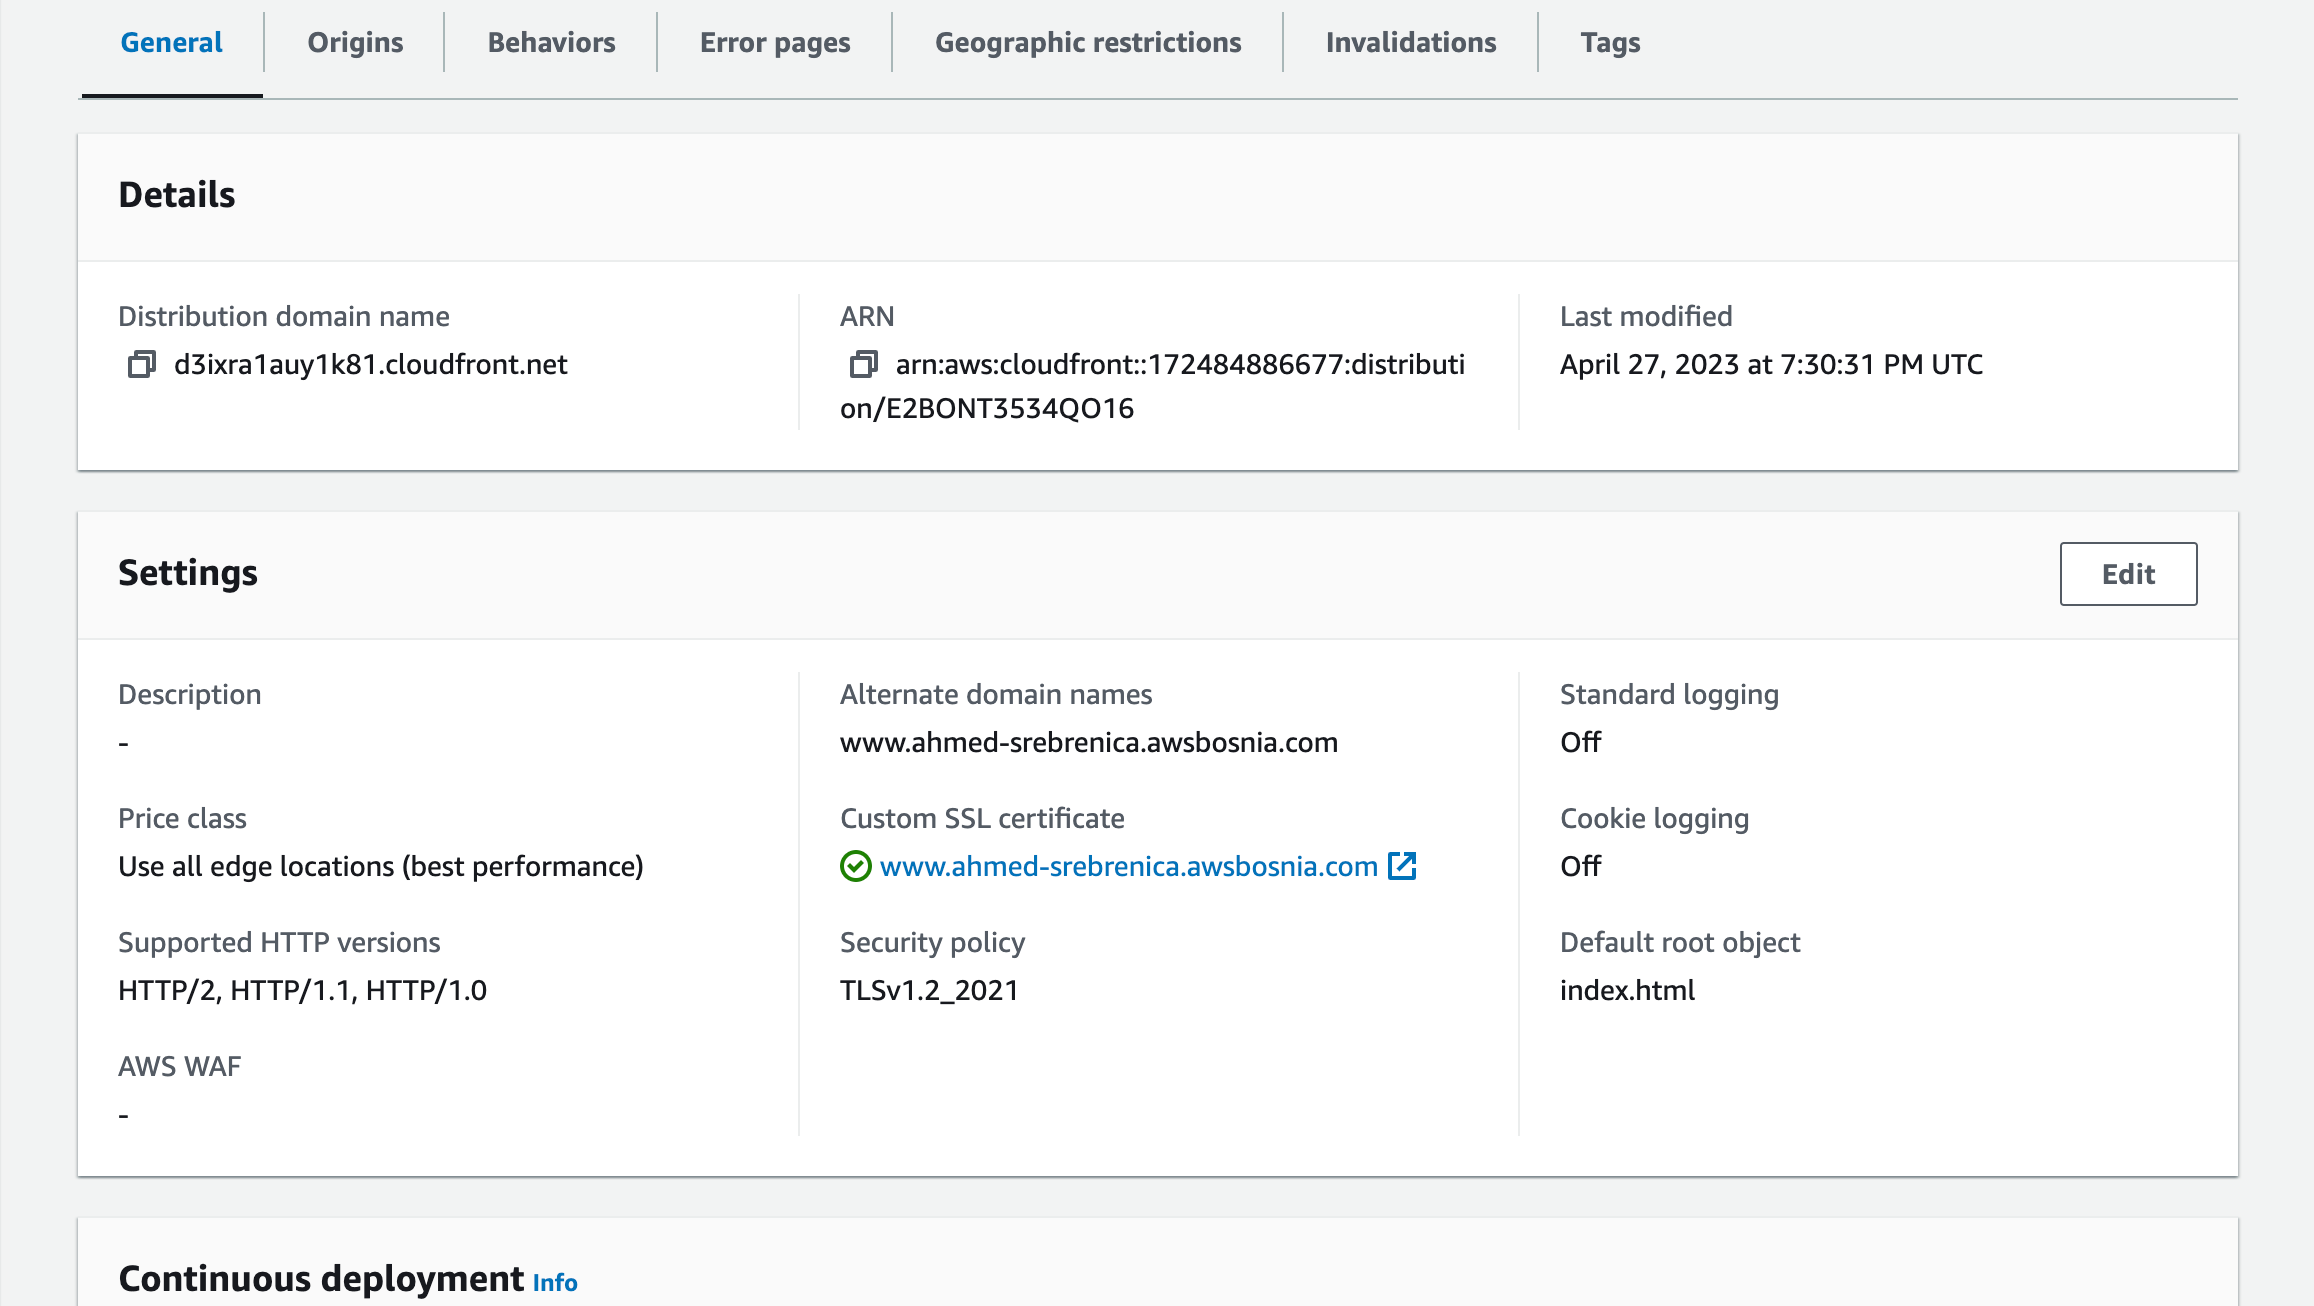 General
Origins
Behaviors
Error pages
Geographic restrictions
Invalidations
Tags
Details
Distribution domain name
d3ixra1auy1k81.cloudfront.net
ARN
arn:aws:cloudfront::172484886677:distributi
on/E2BONT3534QO16
Last modified
April 27, 2023 at 7:30:31 PM UTC
Settings
Edit
Description
-
Price class
Use all edge locations (best performance)
Supported HTTP versions
HTTP/2, HTTP/1.1, HTTP/1.0
AWS WAF
-
Alternate domain names
www.ahmed-srebrenica.awsbosnia.com
Custom SSL certificate
www.ahmed-srebrenica.awsbosnia.com
Security policy
TLSv1.2_2021
Standard logging
Off
Cookie logging
Off
Default root object
index.html
Continuous deployment Info